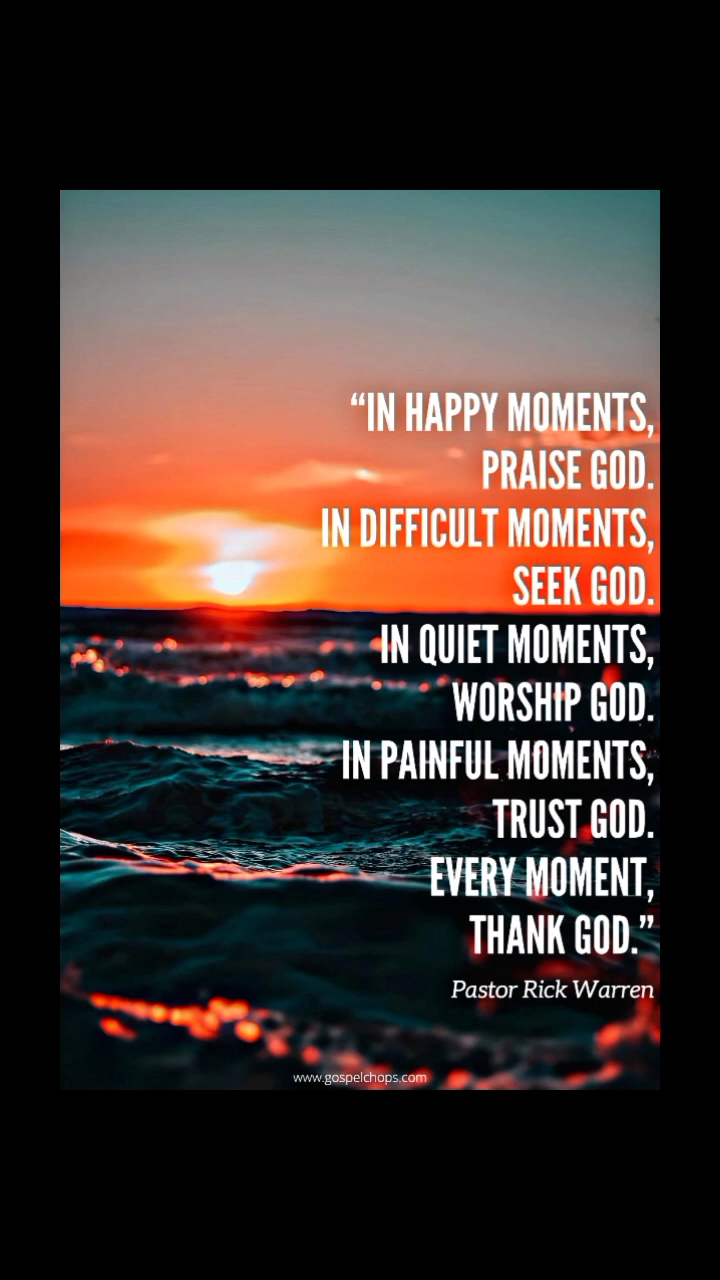 “IN HAPPY MOMENTS,
PRAISE GOD.
IN DIFFICULT MOMENTS,
SEEK GOD.
IN QUIET MOMENTS,
WORSHIP GOD.
IN PAINFUL MOMENTS,
TRUST GOD.
EVERY MOMENT,
THANK GOD.”
Pastor Rick Warren
www.gospelchops.com